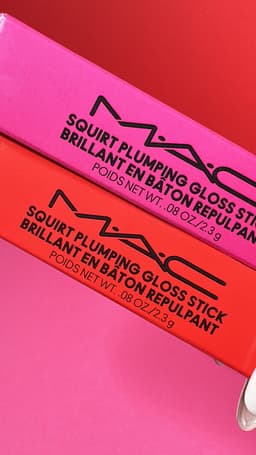 M·A·C
SQUIRT PLUMPING GLOSS STICK
BRILLANT EN BÂTON REPULPANT
POIDS NET WT. .08 OZ./2.3 g
M·A·C
SQUIRT PLUMPING GLOSS STICK
BRILLANT EN BÂTON REPULPANT
POIDS NET WT. .08 OZ./2.3 g